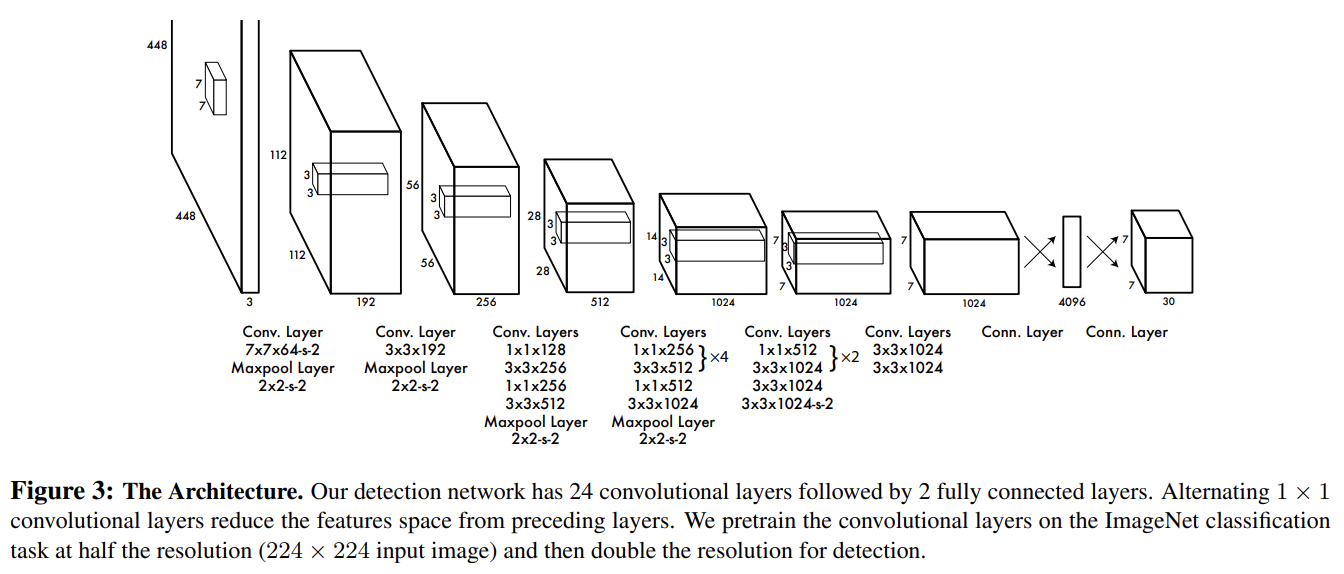 448
7
7
448
3
112
3
3
112
192
56
3
3
56
256
28
3
3
28
512
14
3
3
14
1024
7
3
3
7
1024
7
7
1024
4096
7
7
30
Conv. Layer
7x7x64-s-2
Maxpool Layer
2x2-s-2
Conv. Layer
3x3x192
Maxpool Layer
2x2-s-2
Conv. Layers
1x1x128
3x3x256
1x1x256
3x3x512
Maxpool Layer
2x2-s-2
Conv. Layers
1x1x256
3x3x512 }×4
1x1x512
3x3x1024
Maxpool Layer
2x2-s-2
Conv. Layers
1x1x512
3x3x1024 }×2
3x3x1024
3x3x1024-s-2
Conv. Layers
3x3x1024
3x3x1024
Conn. Layer
Conn. Layer
Figure 3: The Architecture. Our detection network has 24 convolutional layers followed by 2 fully connected layers. Alternating 1 × 1
convolutional layers reduce the features space from preceding layers. We pretrain the convolutional layers on the ImageNet classification
task at half the resolution (224 × 224 input image) and then double the resolution for detection.